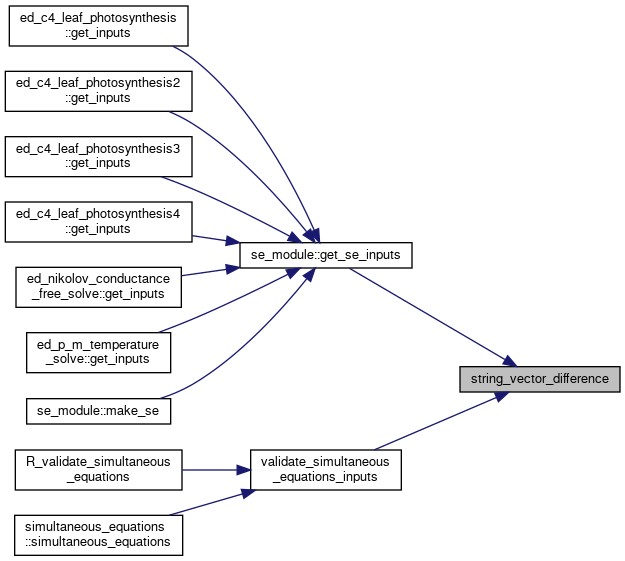 ed_c4_leaf_photosynthesis
::get_inputs
ed_c4_leaf_photosynthesis2
::get_inputs
ed_c4_leaf_photosynthesis3
::get_inputs
ed_c4_leaf_photosynthesis4
::get_inputs
ed_nikolov_conductance
_free_solve::get_inputs
ed_p_m_temperature
_solve::get_inputs
se_module::make_se
R_validate_simultaneous
_equations
simultaneous_equations
::simultaneous_equations
se_module::get_se_inputs
validate_simultaneous
_equations_inputs
string_vector_difference